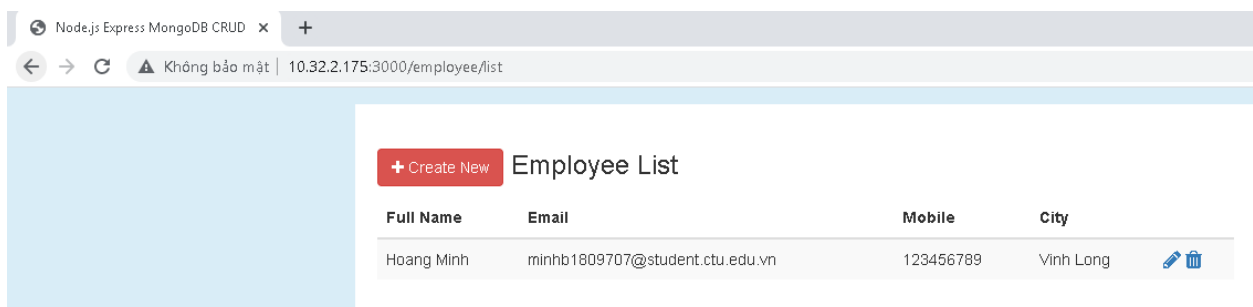 Node.js Express MongoDB CRUD
Không bảo mật | 10.32.2.175:3000/employee/list
Create New Employee List
Full Name Email Mobile City
Hoang Minh minhb1809707@student.ctu.edu.vn 123456789 Vinh Long